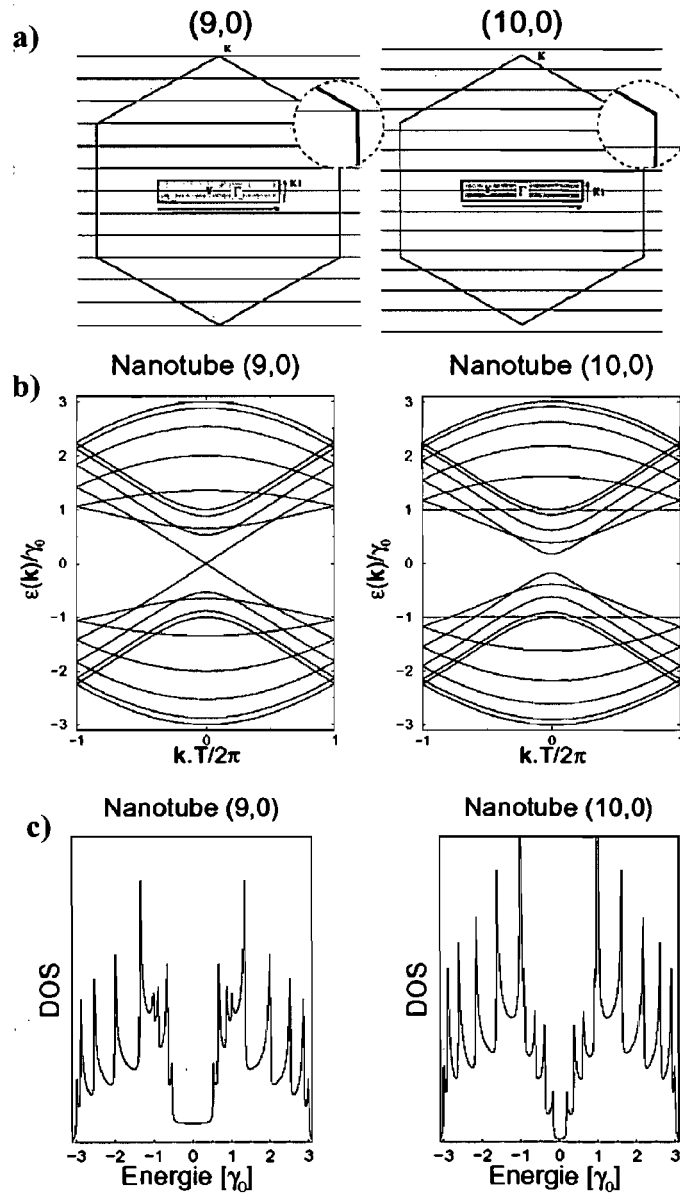 a)
(9,0)
(10,0)
K
K
Γ
K1
Γ
K1
b)
Nanotube (9,0)
Nanotube (10,0)
ε(k)/γ₀
3
2
1
0
−1
−2
−3
−1
0
1
k.T/2π
ε(k)/γ₀
3
2
1
0
−1
−2
−3
−1
0
1
k.T/2π
c)
Nanotube (9,0)
Nanotube (10,0)
DOS
−3 −2 −1 0 1 2 3
Energie [γ₀]
DOS
−3 −2 −1 0 1 2 3
Energie [γ₀]